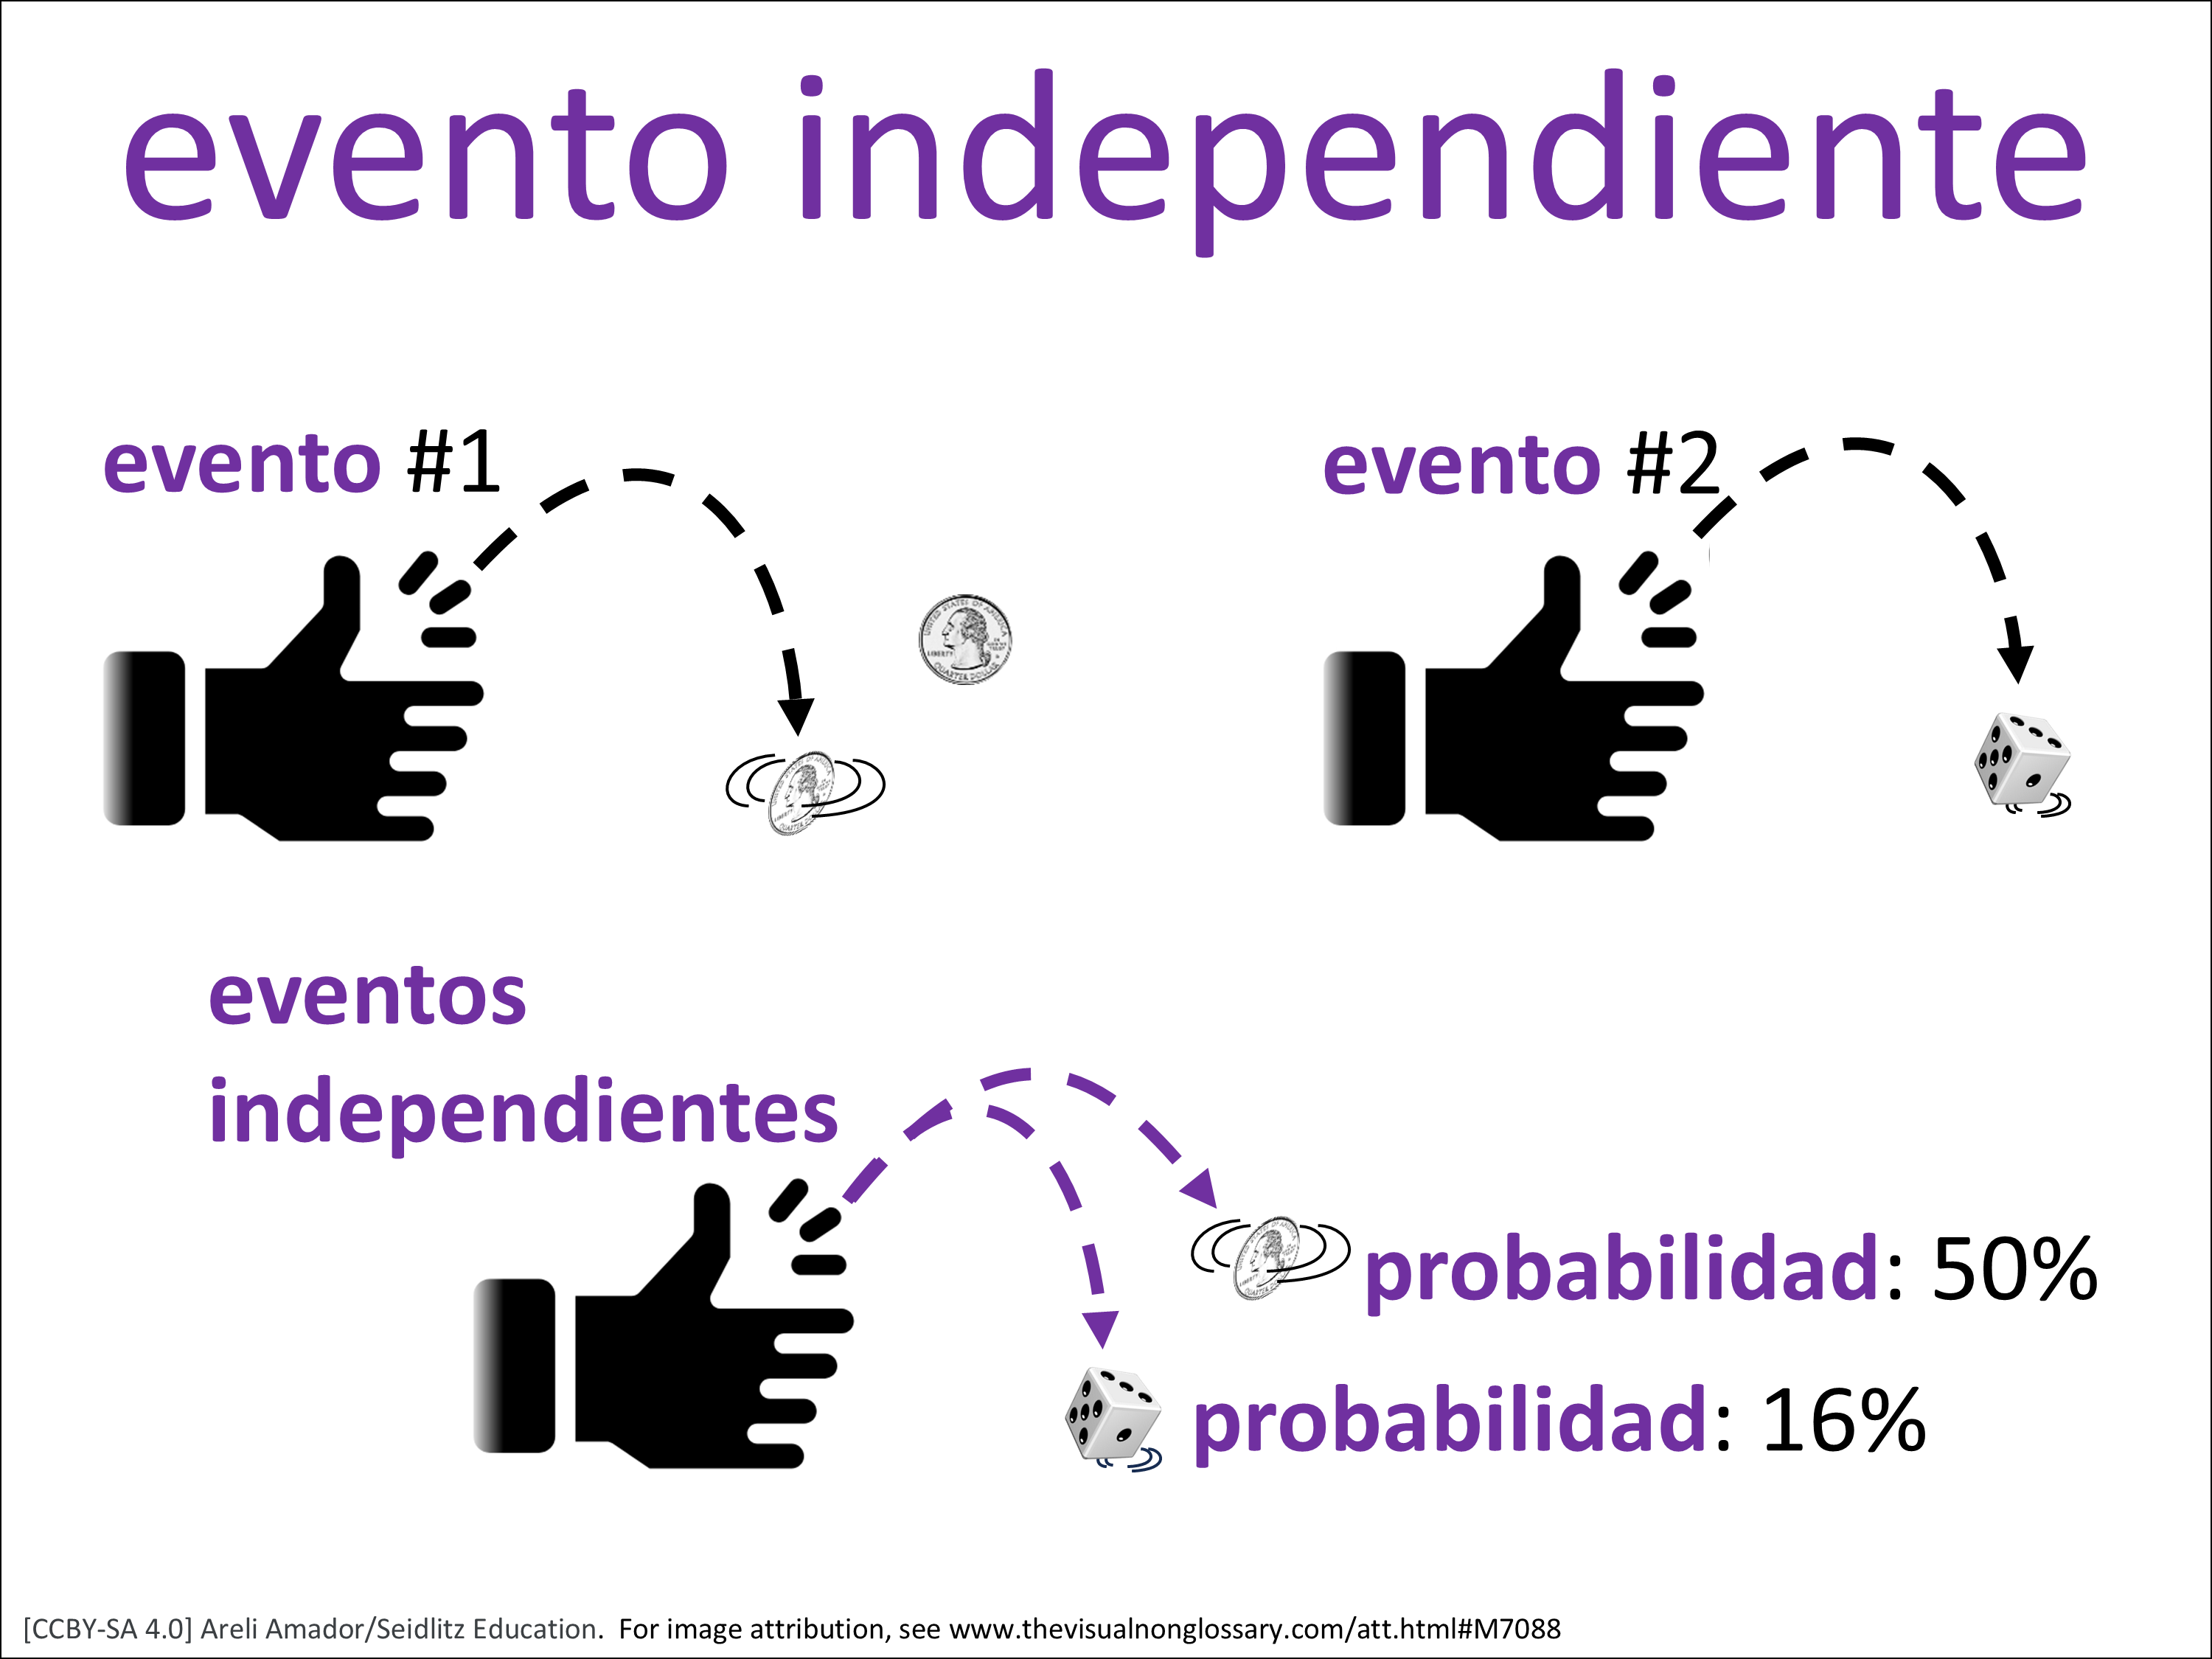 evento independiente
evento #1
evento #2
eventos
independientes
probabilidad: 50%
probabilidad: 16%
[CCBY-SA 4.0] Areli Amador/Seidlitz Education.  For image attribution, see www.thevisualnonglossary.com/att.html#M7088